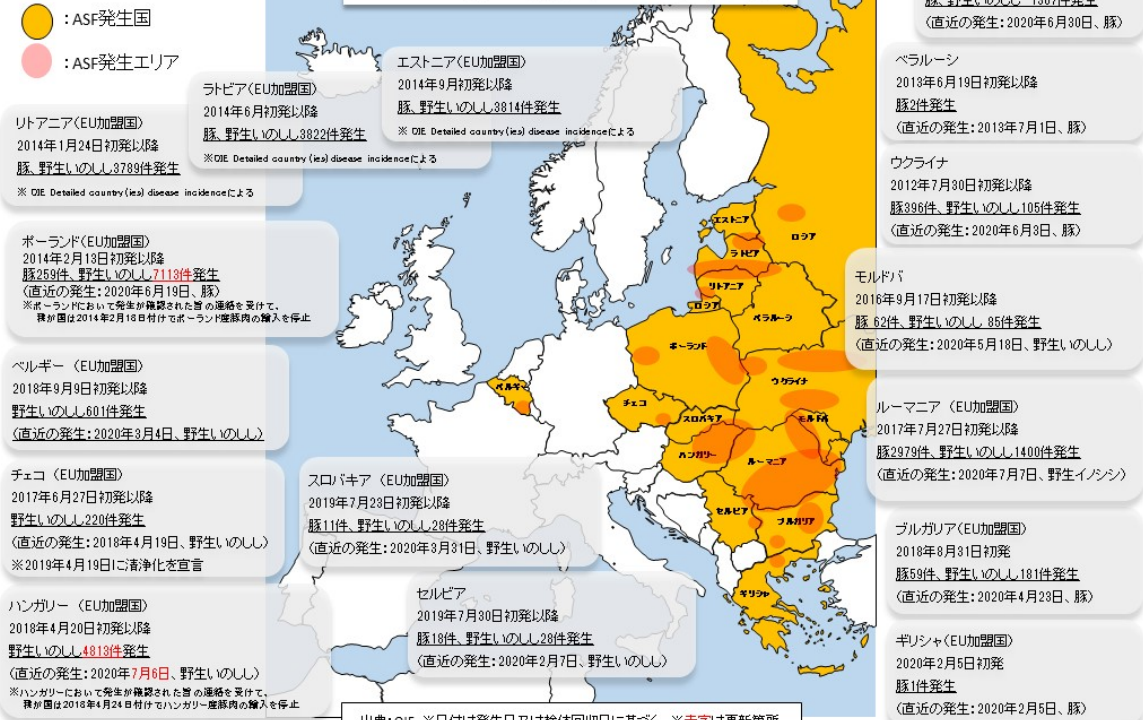 ：ASF発生国
：ASF発生エリア
リトアニア(EU加盟国)
2014年1月24日初発以降
豚、野生いのしし3789件発生
※ OIE Detailed country (ies) disease incidenceによる
ラトビア(EU加盟国)
2014年6月初発以降
豚、野生いのしし3822件発生
※OIE Detailed country (ies) disease incidenceによる
エストニア(EU加盟国)
2014年9月初発以降
豚、野生いのしし3814件発生
※ OIE Detailed country (ies) disease incidenceによる
ポーランド(EU加盟国)
2014年2月13日初発以降
豚259件、野生いのしし7113件発生
(直近の発生：2020年6月19日、豚)
※ポーランドにおいて発生が確認された旨の連絡を受けて、
我が国は2014年2月18日付けでポーランド産豚肉の輸入を停止
ベルギー(EU加盟国)
2018年9月9日初発以降
野生いのしし601件発生
(直近の発生：2020年3月4日、野生いのしし)
チェコ (EU加盟国)
2017年6月27日初発以降
野生いのしし220件発生
(直近の発生：2018年4月19日、野生いのしし)
※2019年4月19日に清浄化を宣言
ハンガリー (EU加盟国)
2018年4月20日初発以降
野生いのしし4813件発生
(直近の発生：2020年7月6日、野生いのしし)
※ハンガリーにおいて発生が確認された旨の連絡を受けて、
我が国は2018年4月24日付けでハンガリー産豚肉の輸入を停止
スロバキア (EU加盟国)
2019年7月23日初発以降
豚11件、野生いのしし28件発生
(直近の発生：2020年3月31日、野生いのしし)
セルビア
2019年7月30日初発以降
豚18件、野生いのしし28件発生
(直近の発生：2020年2月7日、野生いのしし)
エストニア
ロシア
ラトビア
リトアニア
ロシア
ベラルーシ
ポーランド
ウクライナ
ベルギー
チェコ
スロバキア
モルドバ
ハンガリー
ルーマニア
セルビア
ブルガリア
ギリシャ
(直近の発生：2020年6月30日、豚)
ベラルーシ
2013年6月19日初発以降
豚2件発生
(直近の発生：2013年7月1日、豚)
ウクライナ
2012年7月30日初発以降
豚396件、野生いのしし105件発生
(直近の発生：2020年6月3日、豚)
モルドバ
2016年9月17日初発以降
豚 62件、野生いのしし 85件発生
(直近の発生：2020年5月18日、野生いのしし)
ルーマニア (EU加盟国)
2017年7月27日初発以降
豚2979件、野生いのしし1400件発生
(直近の発生：2020年7月7日、野生イノシシ)
ブルガリア(EU加盟国)
2018年8月31日初発
豚59件、野生いのしし181件発生
(直近の発生：2020年4月23日、豚)
ギリシャ(EU加盟国)
2020年2月5日初発
豚1件発生
(直近の発生：2020年2月5日、豚)
出典：OIE ※日付は発生日又は検体回収日に基づく ※赤字は更新箇所